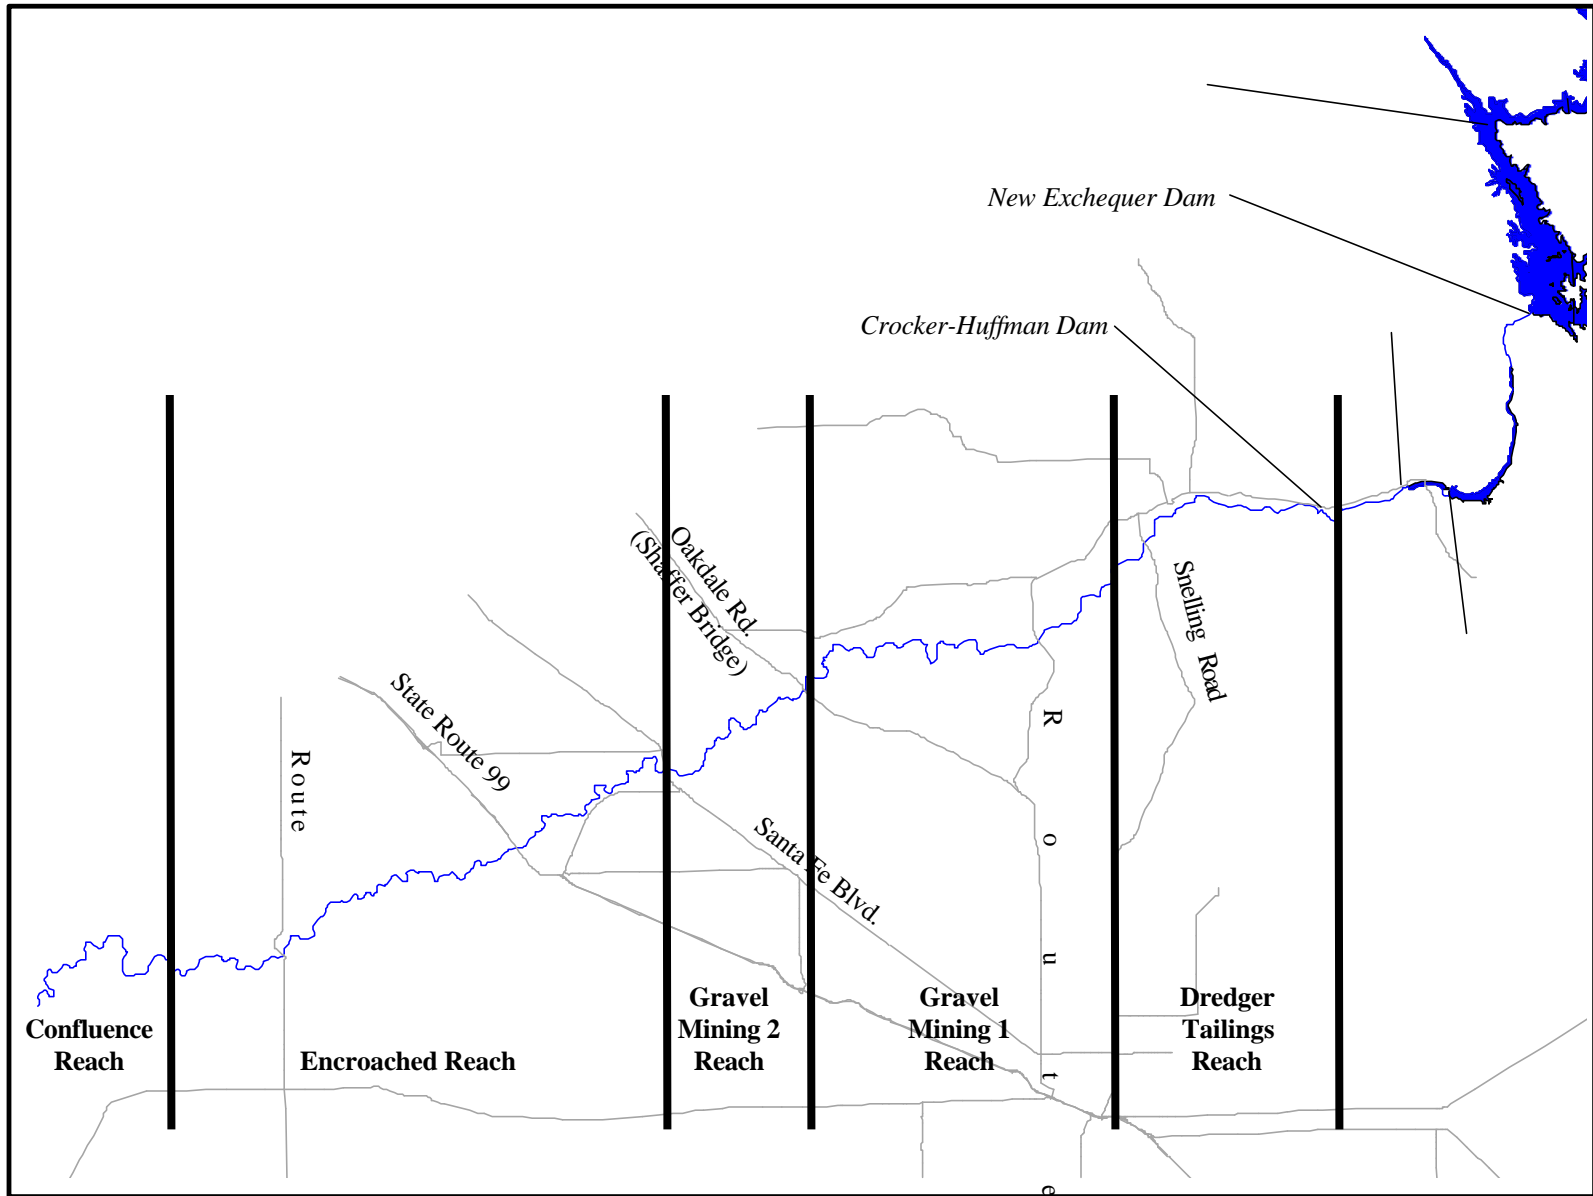 New Exchequer Dam
Crocker-Huffman Dam
Oakdale Rd.
(Shaffer Bridge)
Snelling Road
State Route 99
Route
Santa Fe Blvd.
Route
Confluence
Reach
Encroached Reach
Gravel
Mining 2
Reach
Gravel
Mining 1
Reach
Dredger
Tailings
Reach